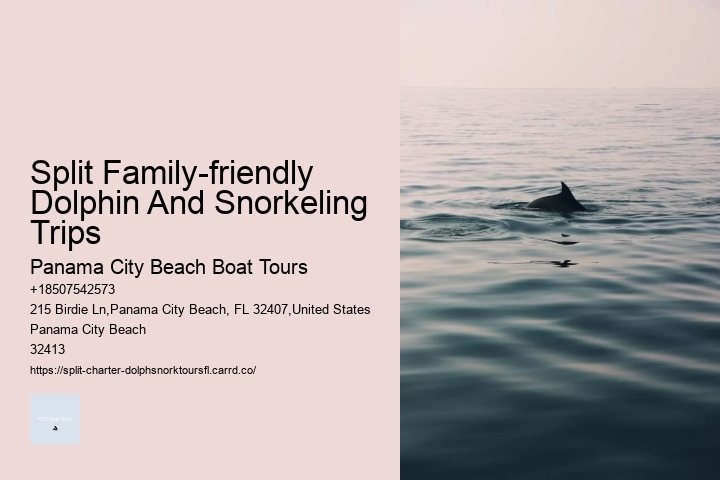 Split Family-friendly
Dolphin And Snorkeling
Trips
Panama City Beach Boat Tours
+18507542573
215 Birdie Ln,Panama City Beach, FL 32407,United States
Panama City Beach
32413
https://split-charter-dolphsnorktoursfl.carrd.co/